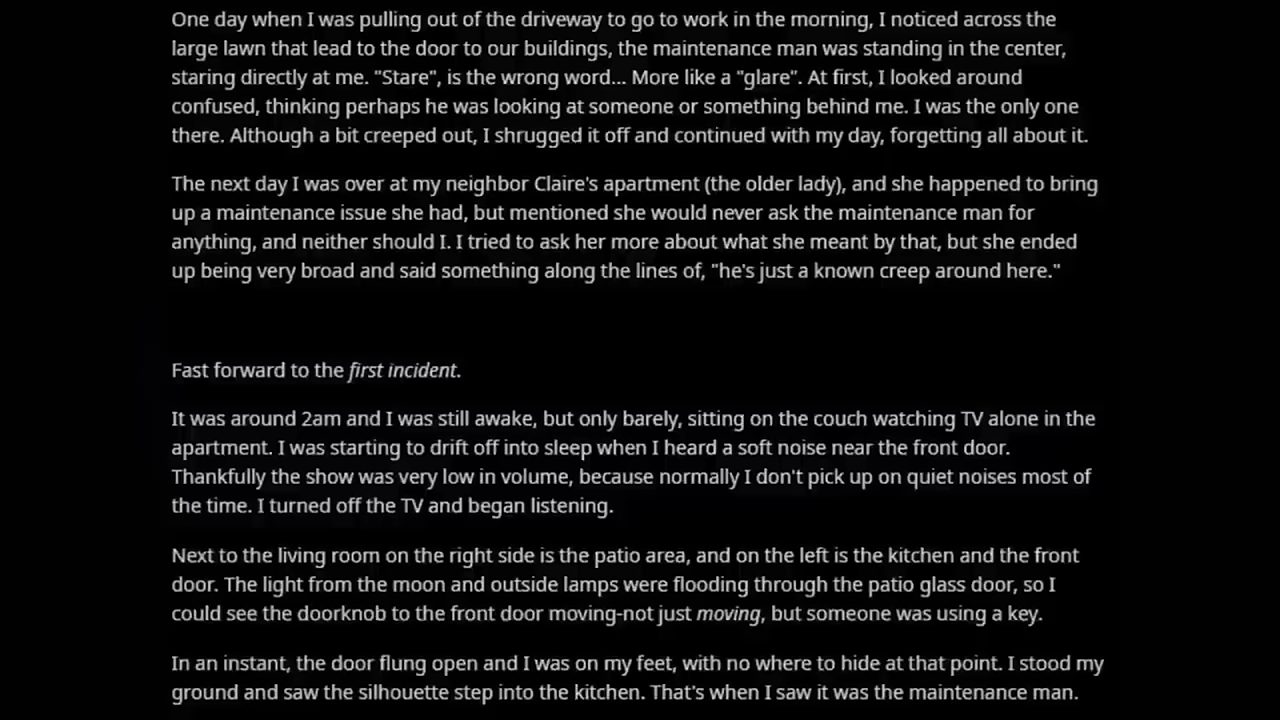 One day when I was pulling out of the driveway to go to work in the morning, I noticed across the
large lawn that lead to the door to our buildings, the maintenance man was standing in the center,
staring directly at me. "Stare", is the wrong word... More like a "glare". At first, I looked around
confused, thinking perhaps he was looking at someone or something behind me. I was the only one
there. Although a bit creeped out, I shrugged it off and continued with my day, forgetting all about it.
The next day I was over at my neighbor Claire's apartment (the older lady), and she happened to bring
up a maintenance issue she had, but mentioned she would never ask the maintenance man for
anything, and neither should I. I tried to ask her more about what she meant by that, but she ended
up being very broad and said something along the lines of, "he's just a known creep around here."
Fast forward to the first incident.
It was around 2am and I was still awake, but only barely, sitting on the couch watching TV alone in the
apartment. I was starting to drift off into sleep when I heard a soft noise near the front door.
Thankfully the show was very low in volume, because normally I don't pick up on quiet noises most of
the time. I turned off the TV and began listening.
Next to the living room on the right side is the patio area, and on the left is the kitchen and the front
door. The light from the moon and outside lamps were flooding through the patio glass door, so I
could see the doorknob to the front door moving-not just moving, but someone was using a key.
In an instant, the door flung open and I was on my feet, with no where to hide at that point. I stood my
ground and saw the silhouette step into the kitchen. That's when I saw it was the maintenance man.